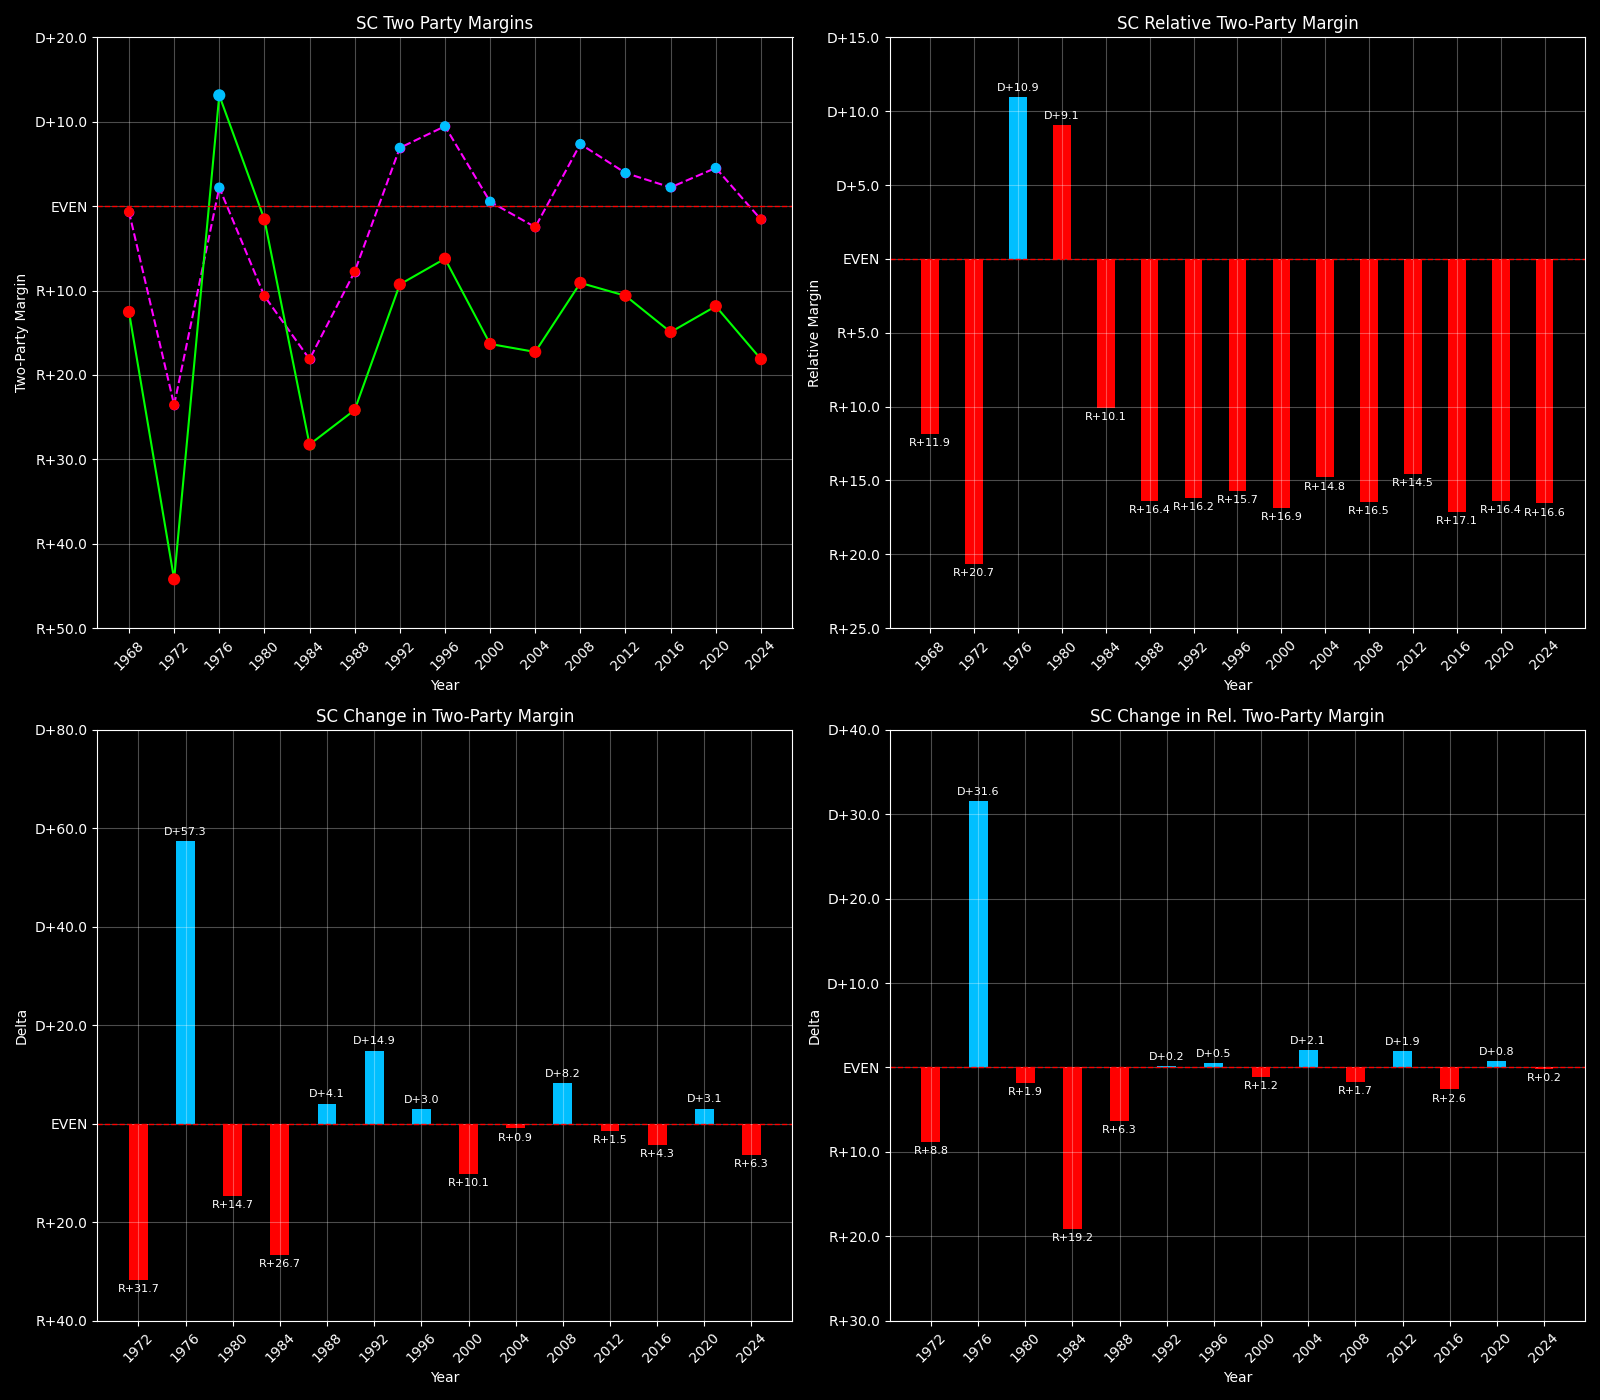 SC Two Party Margins
D+20.0
D+10.0
EVEN
R+10.0
R+20.0
R+30.0
R+40.0
R+50.0
Two-Party Margin
1968 1972 1976 1980 1984 1988 1992 1996 2000 2004 2008 2012 2016 2020 2024
Year
SC Relative Two-Party Margin
D+15.0
D+10.0
D+5.0
EVEN
R+5.0
R+10.0
R+15.0
R+20.0
R+25.0
Relative Margin
R+11.9 R+20.7 D+10.9 D+9.1 R+10.1 R+16.4 R+16.2 R+15.7 R+16.9 R+14.8 R+16.5 R+14.5 R+17.1 R+16.4 R+16.6
1968 1972 1976 1980 1984 1988 1992 1996 2000 2004 2008 2012 2016 2020 2024
Year
SC Change in Two-Party Margin
D+80.0
D+60.0
D+40.0
D+20.0
EVEN
R+20.0
R+40.0
Delta
R+31.7 D+57.3 R+14.7 R+26.7 D+4.1 D+14.9 D+3.0 R+10.1 R+0.9 D+8.2 R+1.5 R+4.3 D+3.1 R+6.3
1972 1976 1980 1984 1988 1992 1996 2000 2004 2008 2012 2016 2020 2024
Year
SC Change in Rel. Two-Party Margin
D+40.0
D+30.0
D+20.0
D+10.0
EVEN
R+10.0
R+20.0
R+30.0
Delta
R+8.8 D+31.6 R+1.9 R+19.2 R+6.3 D+0.2 D+0.5 R+1.2 D+2.1 R+1.7 D+1.9 R+2.6 D+0.8 R+0.2
1972 1976 1980 1984 1988 1992 1996 2000 2004 2008 2012 2016 2020 2024
Year